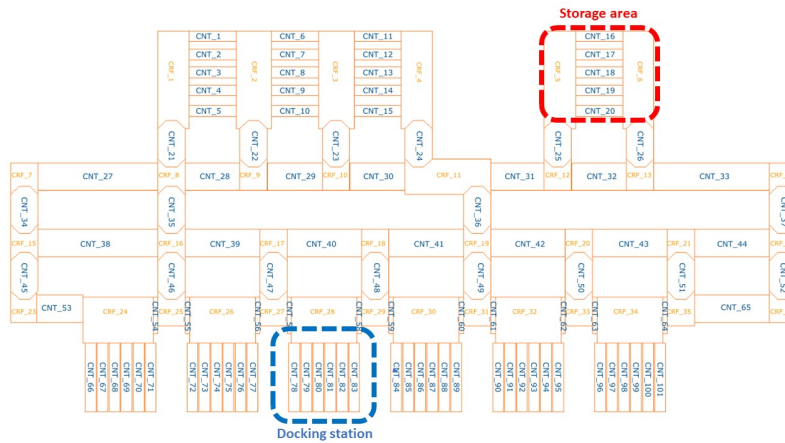 Storage area
CNT_1 CNT_6 CNT_11 CNT_16
CNT_2 CNT_7 CNT_12 CNT_17
CRF_1 CNT_3 CRF_2 CNT_8 CRF_3 CNT_13 CRF_4 CRF_5 CNT_18 CRF_6
CNT_4 CNT_9 CNT_14 CNT_19
CNT_5 CNT_10 CNT_15 CNT_20
CNT_21 CNT_22 CNT_23 CNT_24 CNT_25 CNT_26
CRF_7 CNT_27 CRF_8 CNT_28 CRF_9 CNT_29 CRF_10 CNT_30 CRF_11 CNT_31 CRF_12 CNT_32 CRF_13 CNT_33
CNT_34 CNT_35 CNT_36
CRF_15 CNT_38 CRF_16 CNT_39 CRF_17 CNT_40 CRF_18 CNT_41 CRF_19 CNT_42 CRF_20 CNT_43 CRF_21 CNT_44
CNT_45 CNT_46 CNT_47 CNT_48 CNT_49 CNT_50 CNT_51 CNT_52
CRF_23 CNT_53 CRF_24 CNT_54 CRF_25 CNT_55 CRF_26 CNT_56 CRF_27 CRF_28 CRF_29 CNT_59 CRF_30 CNT_60 CRF_31 CNT_61 CRF_32 CNT_62 CRF_33 CNT_63 CRF_34 CNT_64 CRF_35 CNT_65
CNT_66 CNT_67 CNT_68 CNT_69 CNT_70 CNT_71 CNT_72 CNT_73 CNT_74 CNT_75 CNT_76 CNT_77 CNT_78 CNT_79 CNT_80 CNT_81 CNT_82 CNT_83 CNT_84 CNT_85 CNT_86 CNT_87 CNT_88 CNT_89 CNT_90 CNT_91 CNT_92 CNT_93 CNT_94 CNT_95 CNT_96 CNT_97 CNT_98 CNT_99 CNT_100 CNT_101
Docking station